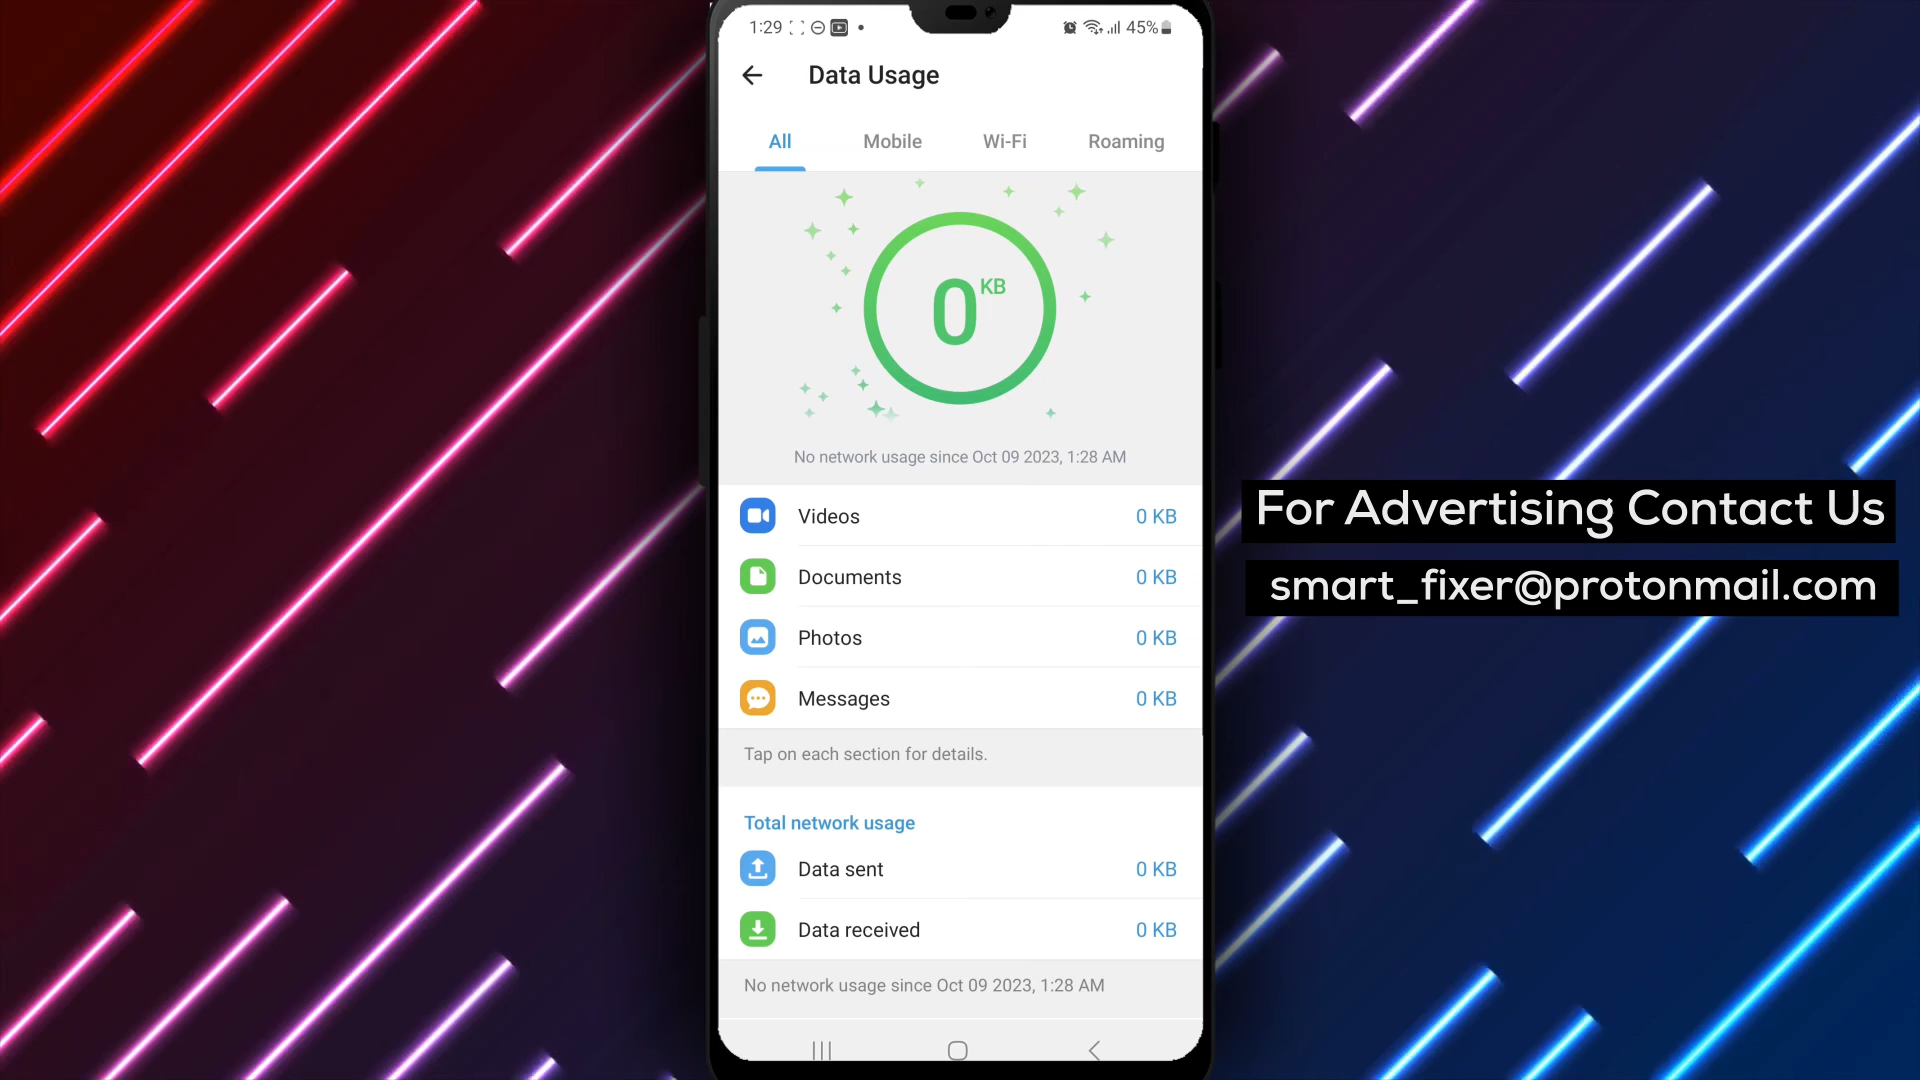 1:29 45%
Data Usage
All Mobile Wi-Fi Roaming
0 KB
No network usage since Oct 09 2023, 1:28 AM
Videos 0 KB
Documents 0 KB
Photos 0 KB
Messages 0 KB
Tap on each section for details.
Total network usage
Data sent 0 KB
Data received 0 KB
No network usage since Oct 09 2023, 1:28 AM
For Advertising Contact Us
smart_fixer@protonmail.com